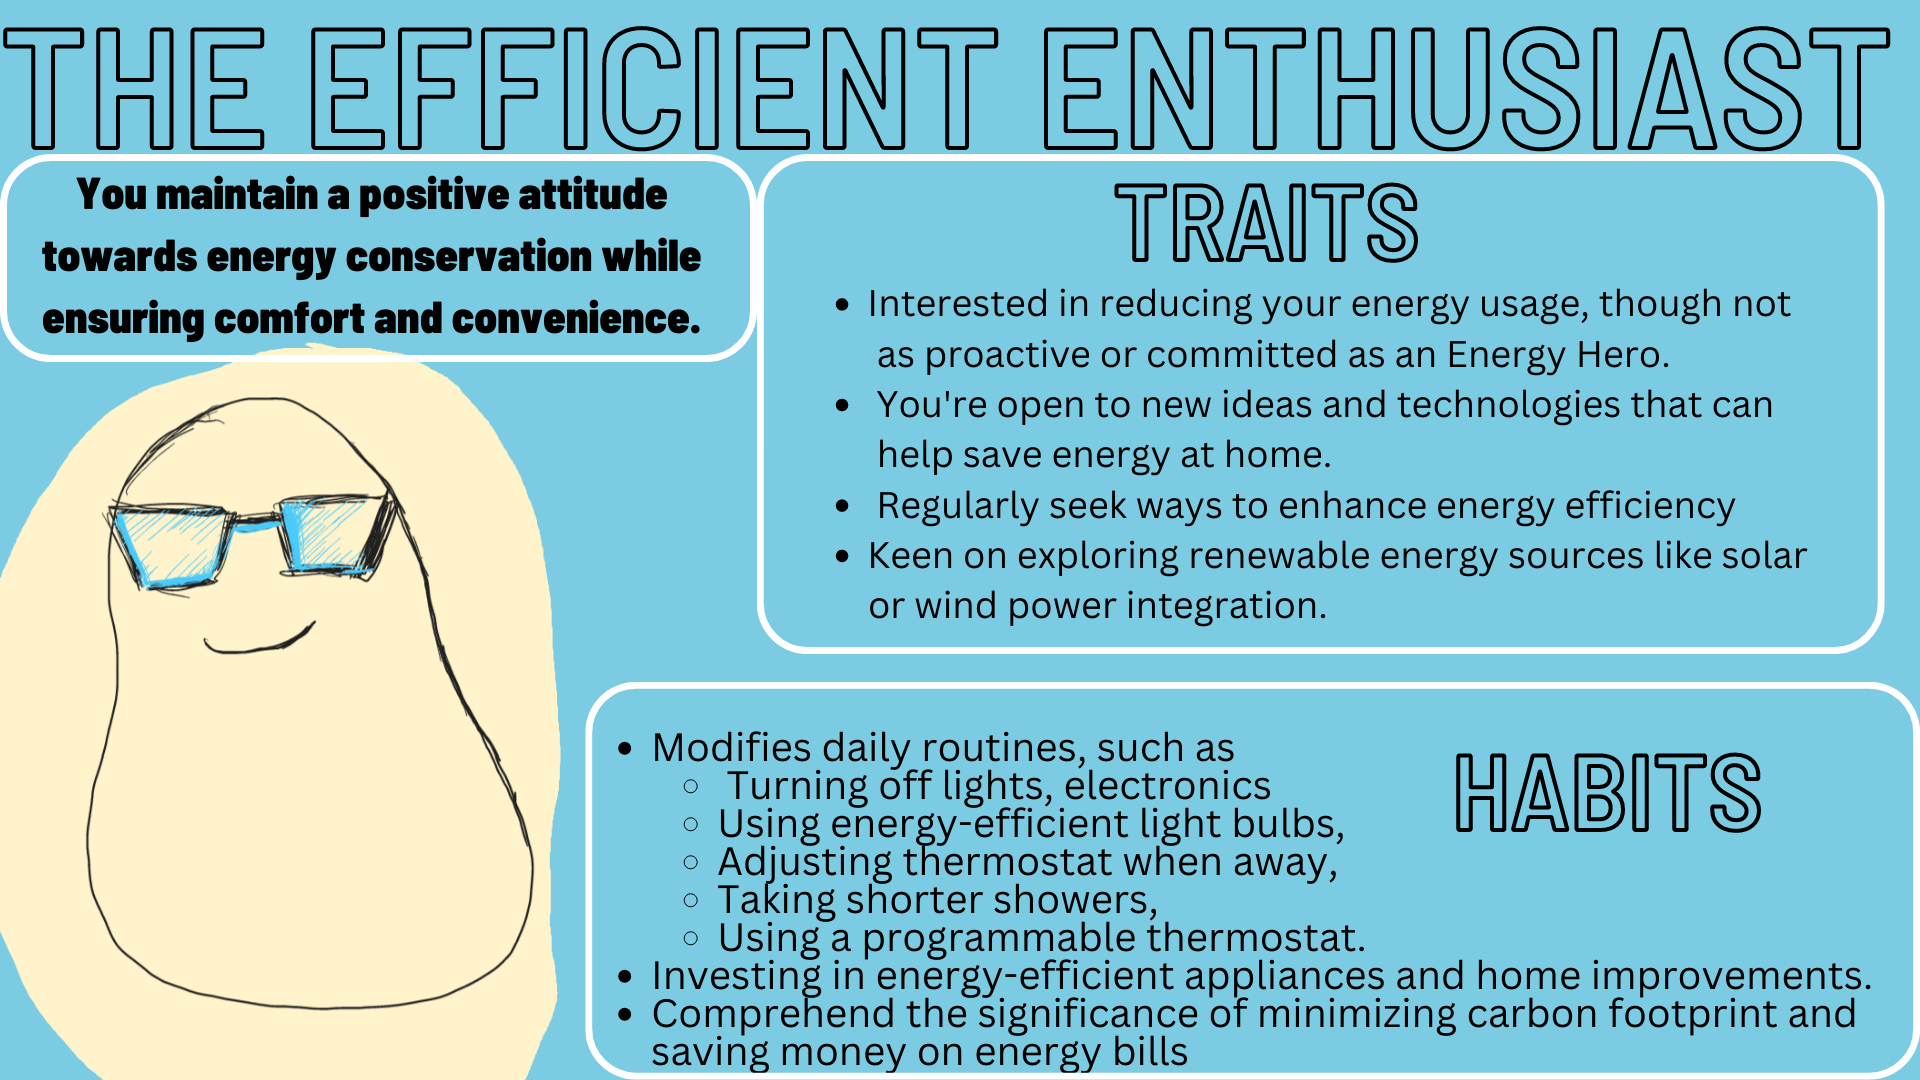 THE EFFICIENT ENTHUSIAST
You maintain a positive attitude
towards energy conservation while
ensuring comfort and convenience.
TRAITS
• Interested in reducing your energy usage, though not
as proactive or committed as an Energy Hero.
• You're open to new ideas and technologies that can
help save energy at home.
• Regularly seek ways to enhance energy efficiency
• Keen on exploring renewable energy sources like solar
or wind power integration.
HABITS
• Modifies daily routines, such as
◦ Turning off lights, electronics
◦ Using energy-efficient light bulbs,
◦ Adjusting thermostat when away,
◦ Taking shorter showers,
◦ Using a programmable thermostat.
• Investing in energy-efficient appliances and home improvements.
• Comprehend the significance of minimizing carbon footprint and
saving money on energy bills